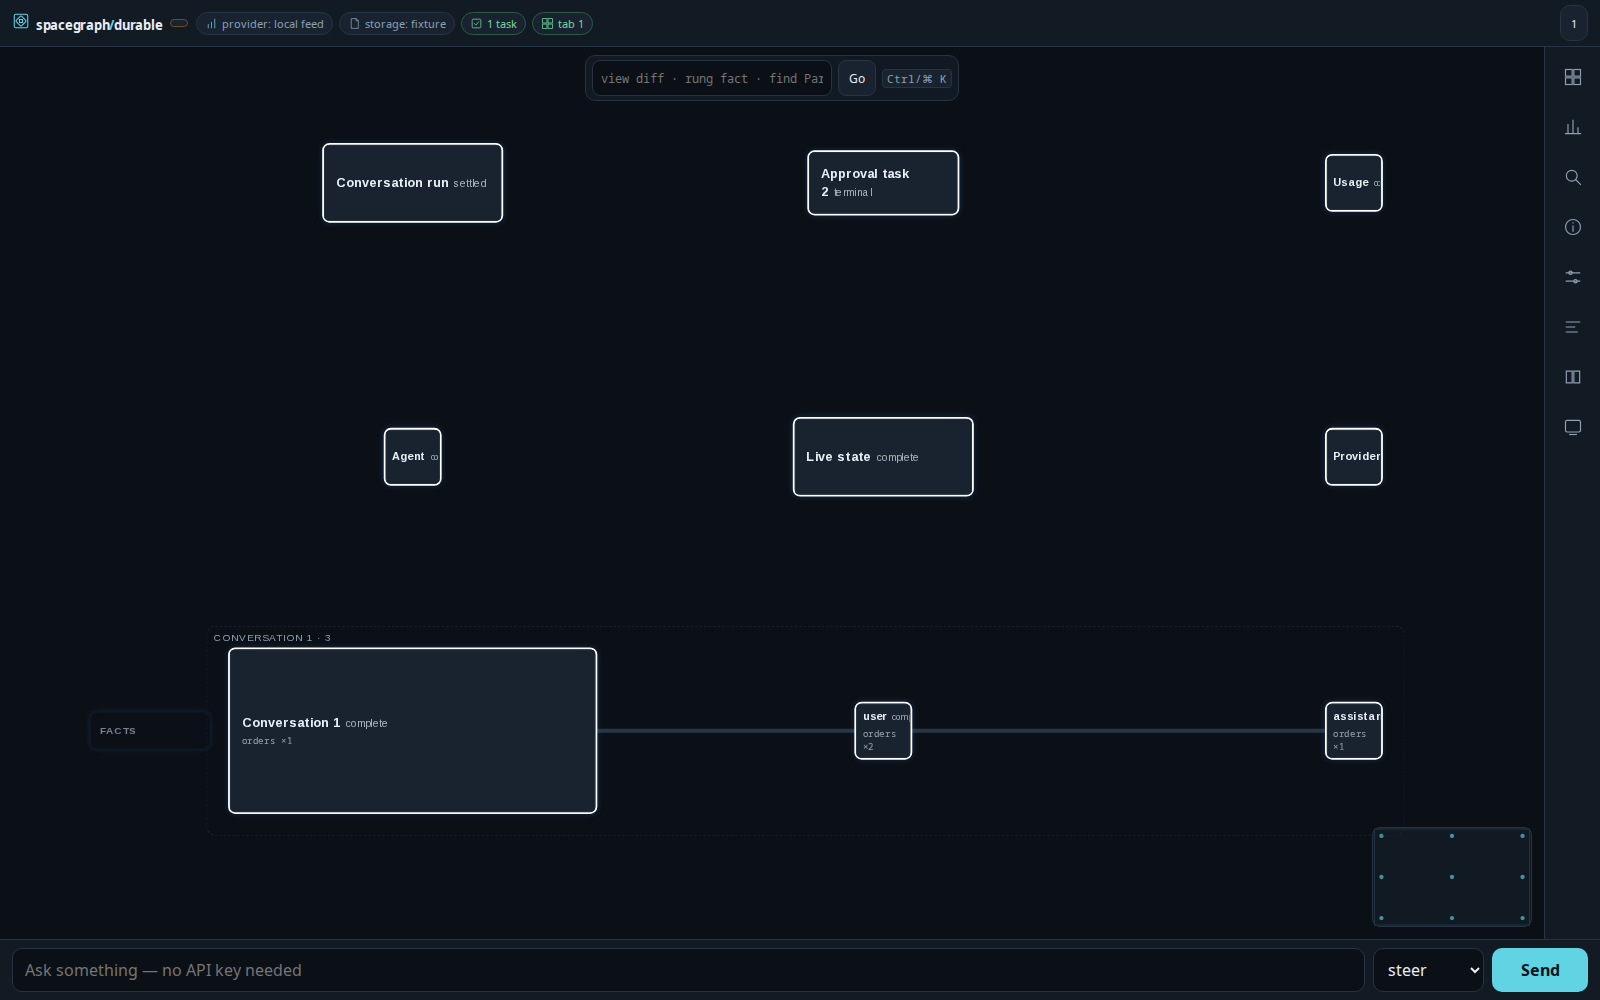 spacegraph/durable
provider: local feed
storage: fixture
1 task
tab 1
1
view diff · rung fact · find Par
Go
Ctrl/⌘ K
Conversation run settled
Approval task
2 terminal
Usage
Agent
Live state complete
Provider
CONVERSATION 1 · 3
Conversation 1 complete
orders ×1
user com
orders
×2
assistan
orders
×1
FACTS
Ask something — no API key needed
steer
Send